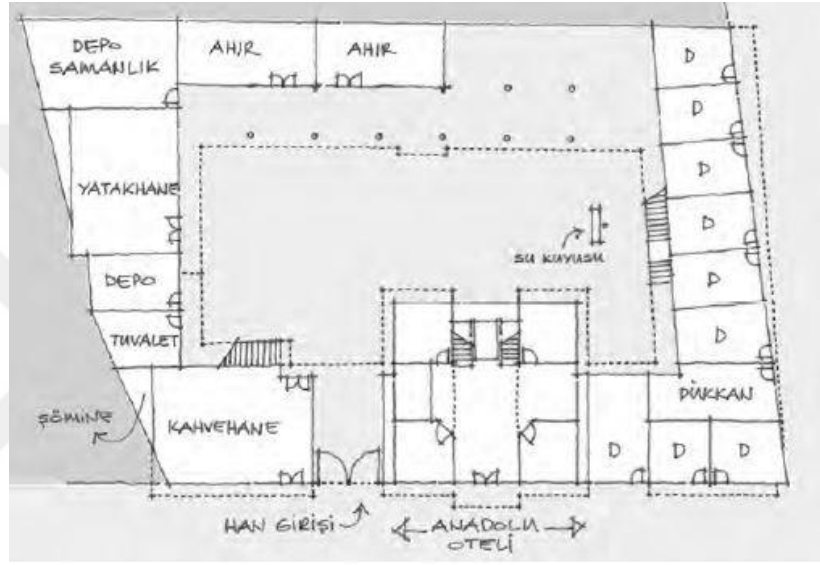 DEPO
SAMANLIK
AHIR
AHIR
D
D
YATAKHANE
D
D
SU KUYUSU
DEPO
D
TUVALET
D
DÜKKAN
ŞÖMİNE
KAHVEHANE
D
D
D
HAN GİRİŞİ
ANADOLU
OTELİ